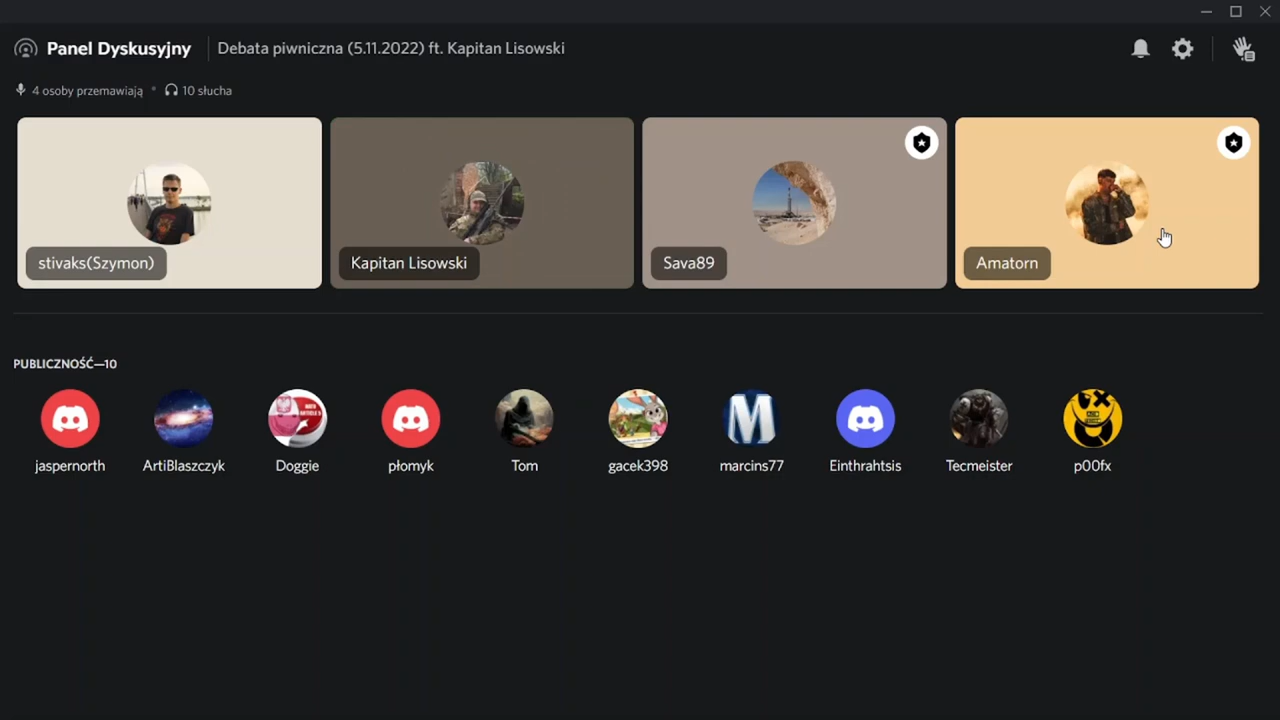 Panel Dyskusyjny
Debata piwniczna (5.11.2022) ft. Kapitan Lisowski
4 osoby przemawiają • 10 słucha
stivaks(Szymon)
Kapitan Lisowski
Sava89
Amatorn
PUBLICZNOŚĆ—10
jaspernorth
ArtiBlaszczyk
Doggie
płomyk
Tom
gacek398
marcins77
Einthrahtsis
Tecmeister
p00fx
M